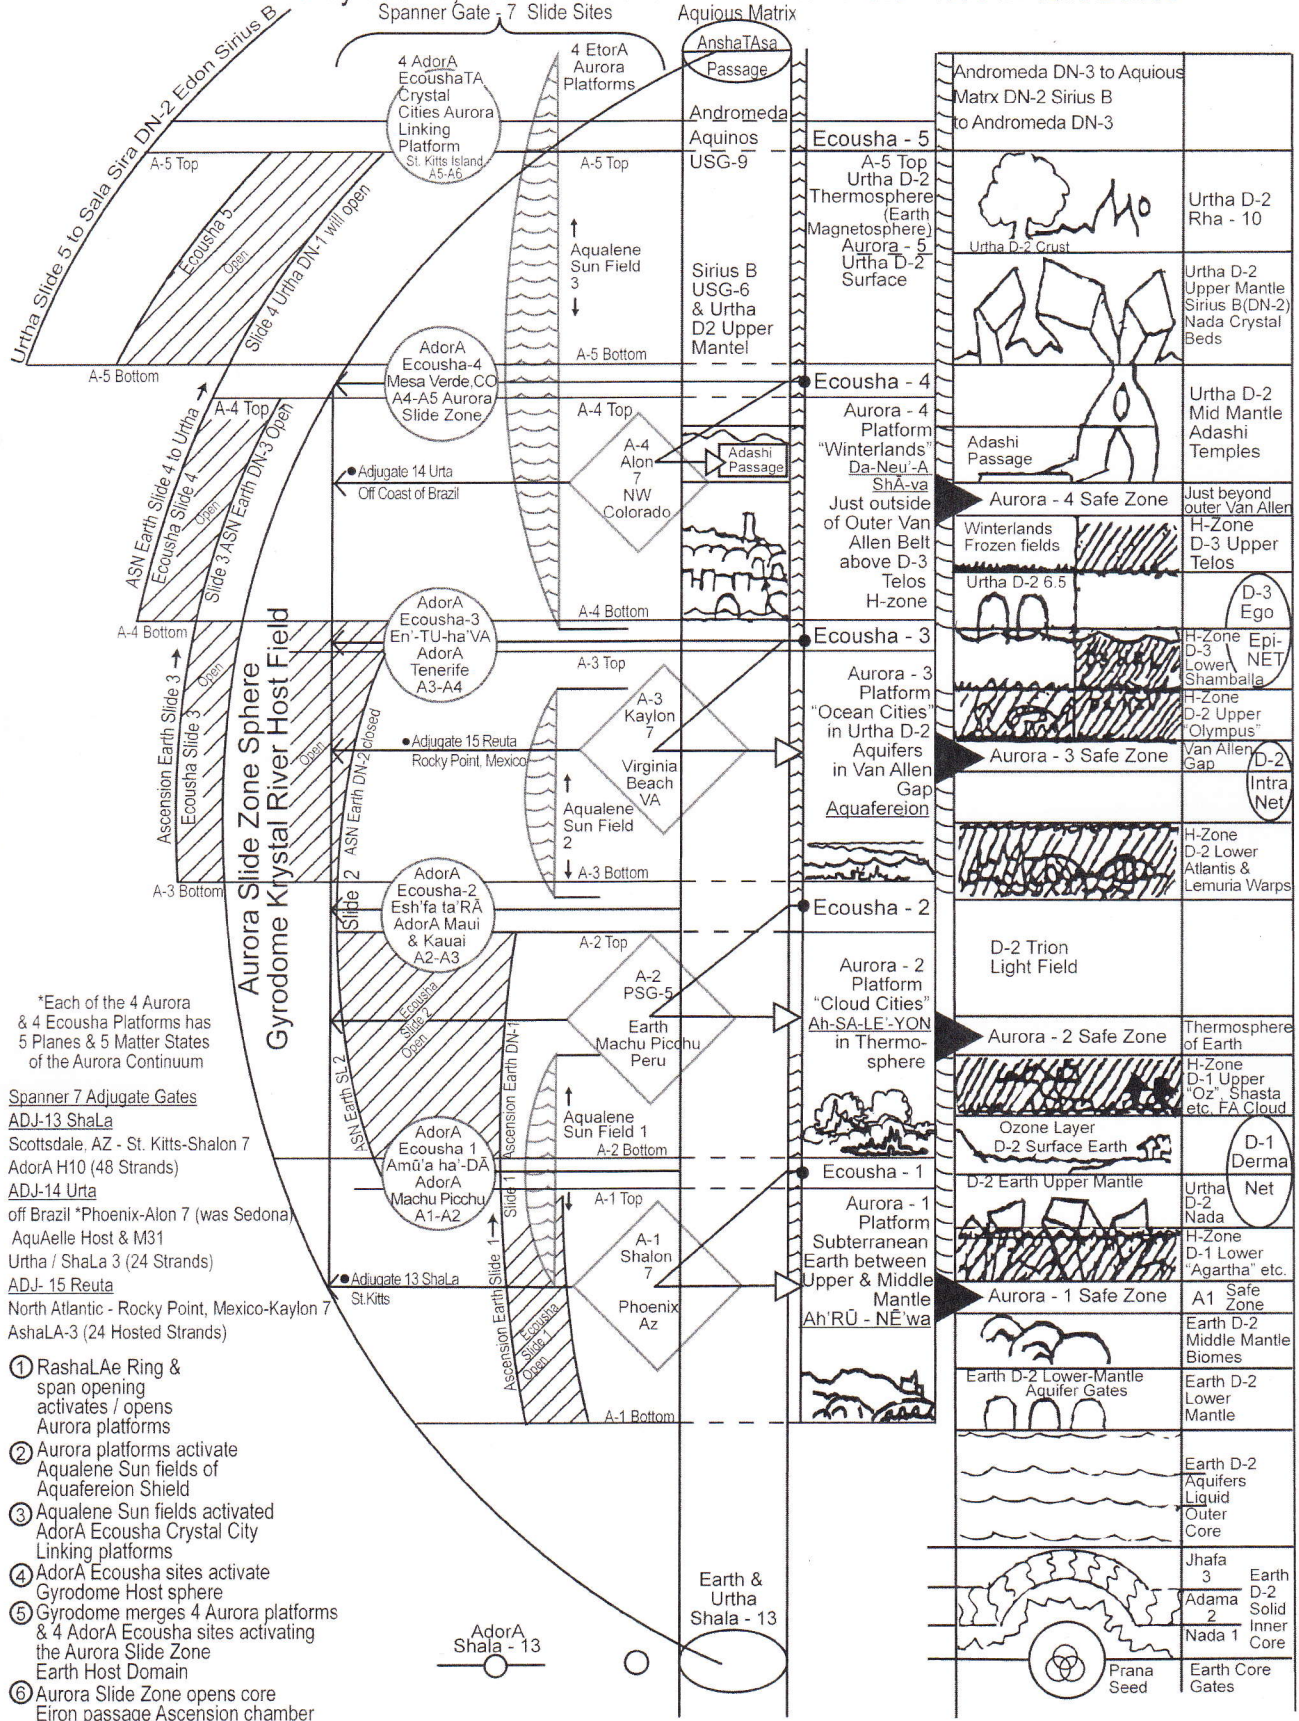 Spanner Gate - 7 Slide Sites
Aquious Matrix
AnshaTAsa
Passage
Urtha Slide 5 to Sala Sira DN-2 Edon Sirius B
4 AdorA
EcoushaTA
Crystal
Cities Aurora
Linking
Platform
St. Kitts Island
A5-A6
4 EtorA
Aurora
Platforms
Andromeda
Aquinos
USG-9
Ecousha - 5
A-5 Top
Urtha D-2
Thermosphere
(Earth
Magnetosphere)
Aurora - 5
Urtha D-2
Surface
Andromeda DN-3 to Aquious
Matrx DN-2 Sirius B
to Andromeda DN-3
A-5 Top
A-5 Top
Ecousha 5
Open
Slide 4 Urtha DN-1 will open
Aqualene
Sun Field
3
Sirius B
USG-6
& Urtha
D2 Upper
Mantel
Urtha D-2 Crust
Urtha D-2
Rha - 10
Urtha D-2
Upper Mantle
Sirius B(DN-2)
Nada Crystal
Beds
A-5 Bottom
A-5 Bottom
AdorA
Ecousha-4
Mesa Verde,CO
A4-A5 Aurora
Slide Zone
Ecousha - 4
Aurora - 4
Platform
"Winterlands"
Da-Neu'-A
ShĀ-va
Just outside
of Outer Van
Allen Belt
above D-3
Telos
H-zone
Urtha D-2
Mid Mantle
Adashi
Temples
Adashi
Passage
ASN Earth Slide 4 to Urtha
Ecousha Slide 4
Open
Slide 3 ASN Earth DN-3 Open
A-4 Top
A-4 Top
A-4
Alon
7
NW
Colorado
Adashi
Passage
Adjugate 14 Urta
Off Coast of Brazil
Aurora - 4 Safe Zone
Just beyond
outer Van Allen
Winterlands
Frozen fields
H-Zone
D-3 Upper
Telos
Urtha D-2 6.5
D-3
Ego
Epi-
NET
H-Zone
D-3
Lower
Shamballa
H-Zone
D-2 Upper
"Olympus"
A-4 Bottom
A-4 Bottom
AdorA
Ecousha-3
En'-TU-ha'VA
AdorA
Tenerife
A3-A4
Ecousha - 3
Aurora - 3
Platform
"Ocean Cities"
in Urtha D-2
Aquifers
in Van Allen
Gap
Aquafereion
Ascension Earth Slide 3
Ecousha Slide 3
Open
Open
ASN Earth DN-2closed
Slide 2
Aurora Slide Zone Sphere
Gyrodome Krystal River Host Field
A-3 Top
A-3
Kaylon
7
Virginia
Beach
VA
Adjugate 15 Reuta
Rocky Point, Mexico
Aqualene
Sun Field
2
Aurora - 3 Safe Zone
Van Allen
Gap
D-2
Intra
Net
H-Zone
D-2 Lower
Atlantis &
Lemuria Warps
A-3 Bottom
A-3 Bottom
AdorA
Ecousha-2
Esh'fa ta'RĀ
AdorA Maui
& Kauai
A2-A3
Ecousha - 2
Aurora - 2
Platform
"Cloud Cities"
Ah-SA-LE'-YON
in Thermo-
sphere
D-2 Trion
Light Field
A-2 Top
A-2
PSG-5
Earth
Machu Picchu
Peru
Ecousha
Slide 2
Open
ASN Earth SL2
Ascension Earth DN-1
Slide 1
Aqualene
Sun Field 1
A-2 Bottom
Aurora - 2 Safe Zone
Thermosphere
of Earth
H-Zone
D-1 Upper
"Oz", Shasta
etc, FA Cloud
Ozone Layer
D-2 Surface Earth
D-1
Derma
Net
D-2 Earth Upper Mantle
Urtha
D-2
Nada
H-Zone
D-1 Lower
"Agartha" etc.
AdorA
Ecousha 1
Amū'a ha'-DĀ
AdorA
Machu Picchu
A1-A2
Ecousha - 1
Aurora - 1
Platform
Subterranean
Earth between
Upper & Middle
Mantle
Ah'RŪ - NĒ'wa
A-1 Top
A-1
Shalon
7
Phoenix
Az
Adjugate 13 ShaLa
St.Kitts
Ascension Earth Slide 1
Ecousha
Slide 1
Open
A-1 Bottom
Aurora - 1 Safe Zone
A1 Safe
Zone
Earth D-2
Middle Mantle
Biomes
Earth D-2 Lower-Mantle
Aquifer Gates
Earth D-2
Lower
Mantle
Earth D-2
Aquifers
Liquid
Outer
Core
Jhafa
3
Adama
2
Nada 1
Earth
D-2
Solid
Inner
Core
Prana
Seed
Earth Core
Gates
Earth &
Urtha
Shala - 13
AdorA
Shala - 13
*Each of the 4 Aurora
& 4 Ecousha Platforms has
5 Planes & 5 Matter States
of the Aurora Continuum
Spanner 7 Adjugate Gates
ADJ-13 ShaLa
Scottsdale, AZ - St. Kitts-Shalon 7
AdorA H10 (48 Strands)
ADJ-14 Urta
off Brazil *Phoenix-Alon 7 (was Sedona)
AquAelle Host & M31
Urtha / ShaLa 3 (24 Strands)
ADJ- 15 Reuta
North Atlantic - Rocky Point, Mexico-Kaylon 7
AshaLA-3 (24 Hosted Strands)
1 RashaLAe Ring &
span opening
activates / opens
Aurora platforms
2 Aurora platforms activate
Aqualene Sun fields of
Aquafereion Shield
3 Aqualene Sun fields activated
AdorA Ecousha Crystal City
Linking platforms
4 AdorA Ecousha sites activate
Gyrodome Host sphere
5 Gyrodome merges 4 Aurora platforms
& 4 AdorA Ecousha sites activating
the Aurora Slide Zone
Earth Host Domain
6 Aurora Slide Zone opens core
Eiron passage Ascension chamber